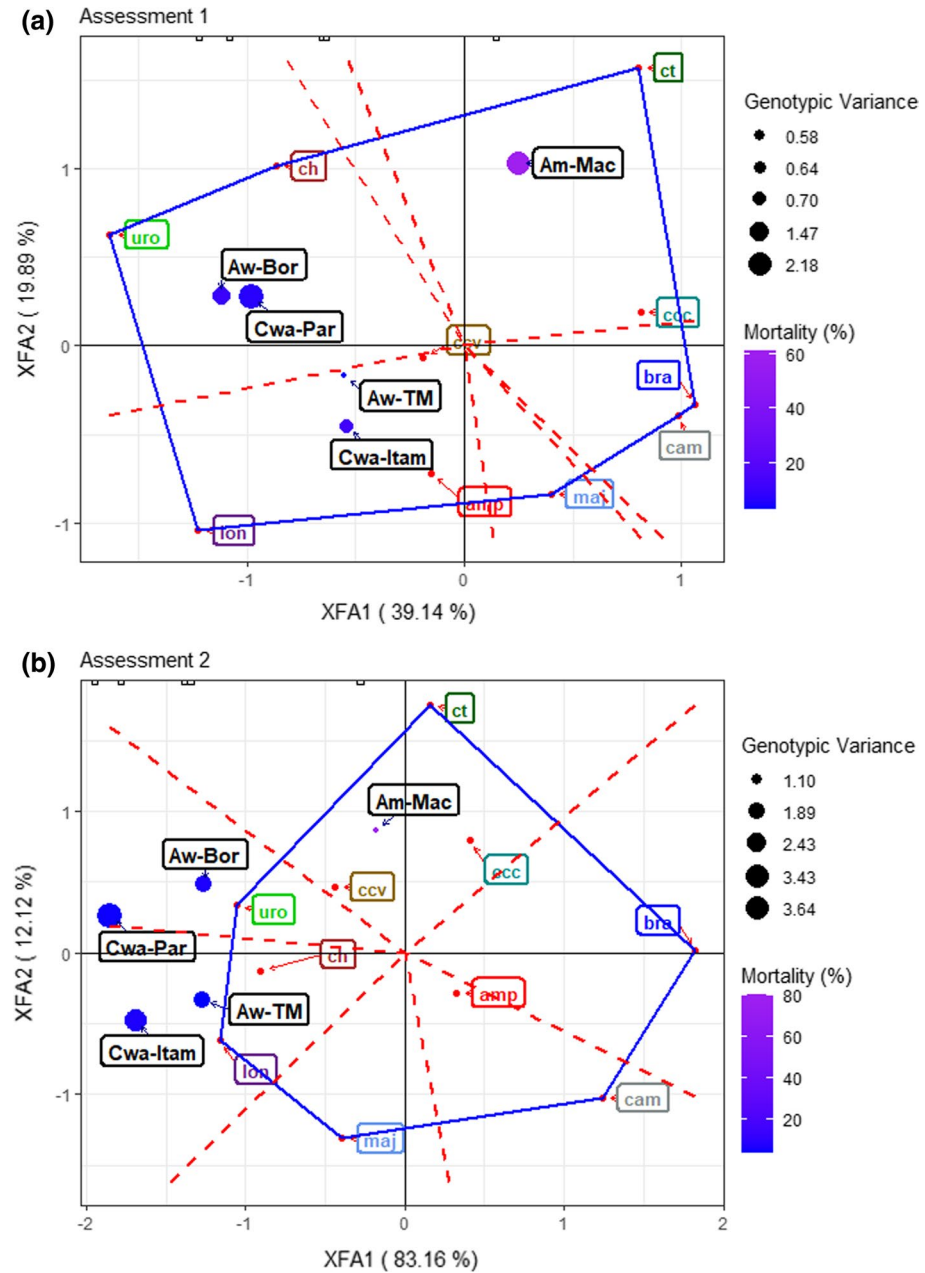 (a) Assessment 1
ct
Am-Mac
ch
uro
Aw-Bor
Cwa-Par
ccc
ccv
bra
Aw-TM
cam
Cwa-Itam
amp
maj
lon
1
0
-1
-1
0
1
XFA2 ( 19.89 %)
XFA1 ( 39.14 %)
Genotypic Variance
0.58
0.64
0.70
1.47
2.18
Mortality (%)
60
40
20
(b) Assessment 2
ct
Am-Mac
Aw-Bor
ccc
ccv
uro
bra
Cwa-Par
ch
amp
Aw-TM
Cwa-Itam
lon
cam
maj
1
0
-1
-2
-1
0
1
2
XFA2 ( 12.12 %)
XFA1 ( 83.16 %)
Genotypic Variance
1.10
1.89
2.43
3.43
3.64
Mortality (%)
80
60
40
20